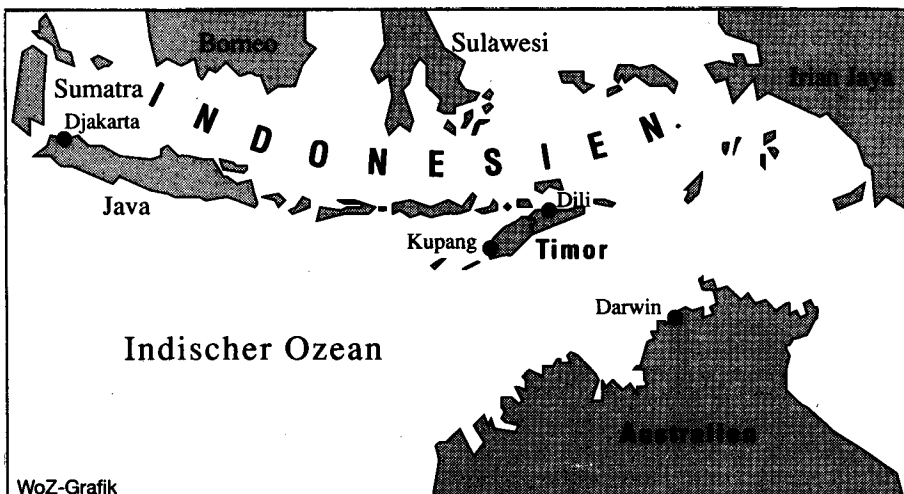 Borneo
Sulawesi
Irian Jaya
Sumatra
Djakarta
INDONESIEN
Java
Dili
Kupang
Timor
Darwin
Indischer Ozean
Australien
WoZ-Grafik